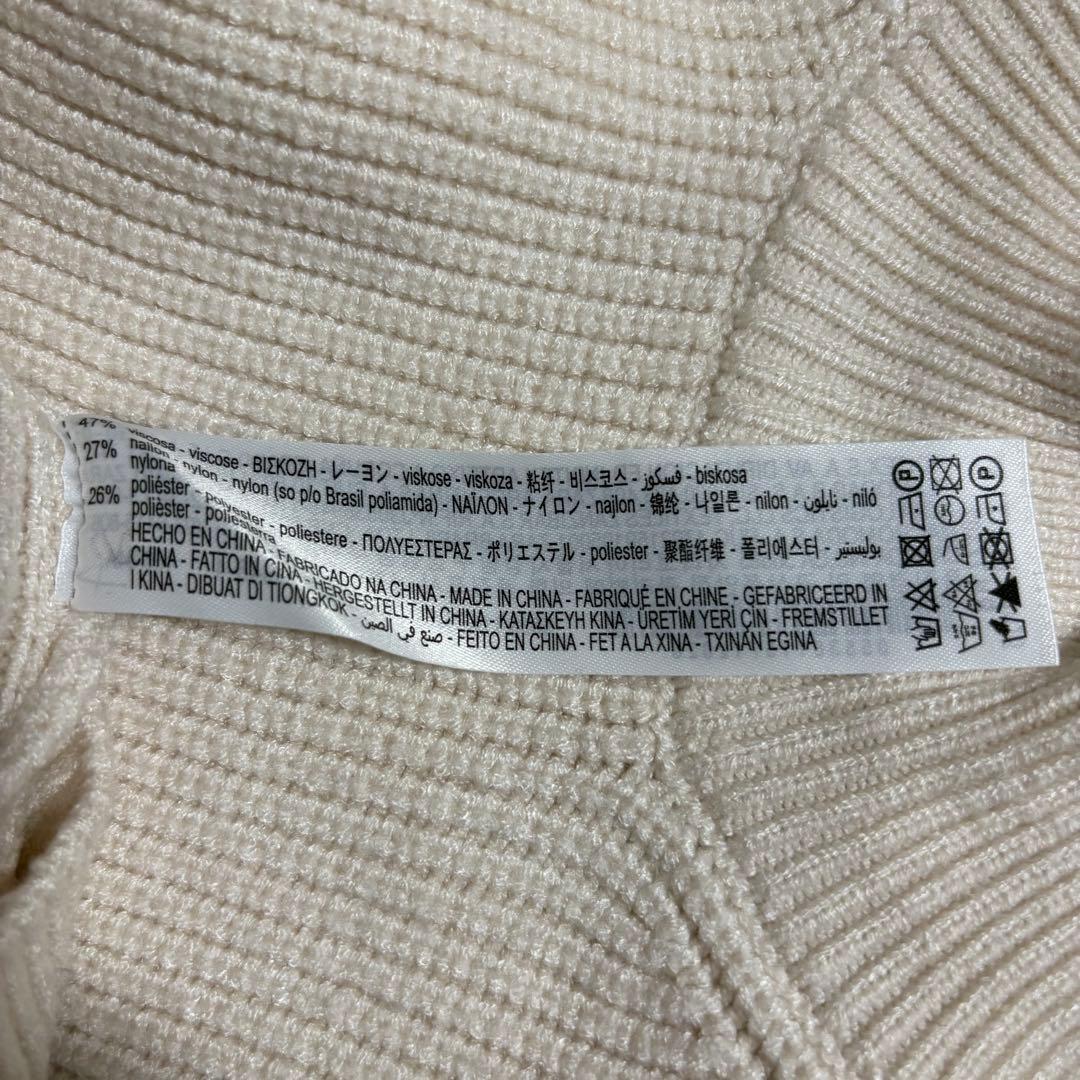 47% viscosa - viscose - ΒΙΣΚΟΖΗ - レーヨン - viskose - viskoza - 粘纤 - 비스코스 - فسكوز - biskosa
27% nailon - nylon - nylon (so p/o Brasil poliamida) - ΝΑΪΛΟΝ - ナイロン - najlon - 锦纶 - 나일론 - nilon - نايلون - niló
nylona
26% poliéster - polyester - poliestere - ΠΟΛΥΕΣΤΕΡΑΣ - ポリエステル - poliester - 聚酯纤维 - 폴리에스터 - بوليستير
polièster - poliesterra
HECHO EN CHINA - FABRICADO NA CHINA - MADE IN CHINA - FABRIQUÉ EN CHINE - GEFABRICEERD IN
CHINA - FATTO IN CINA - HERGESTELLT IN CHINA - ΚΑΤΑΣΚΕΥΗ ΚΙΝΑ - ÜRETİM YERİ ÇİN - FREMSTILLET
I KINA - DIBUAT DI TIONGKOK - صنع في الصين - FEITO EN CHINA - FET A LA XINA - TXINAN EGINA
P P